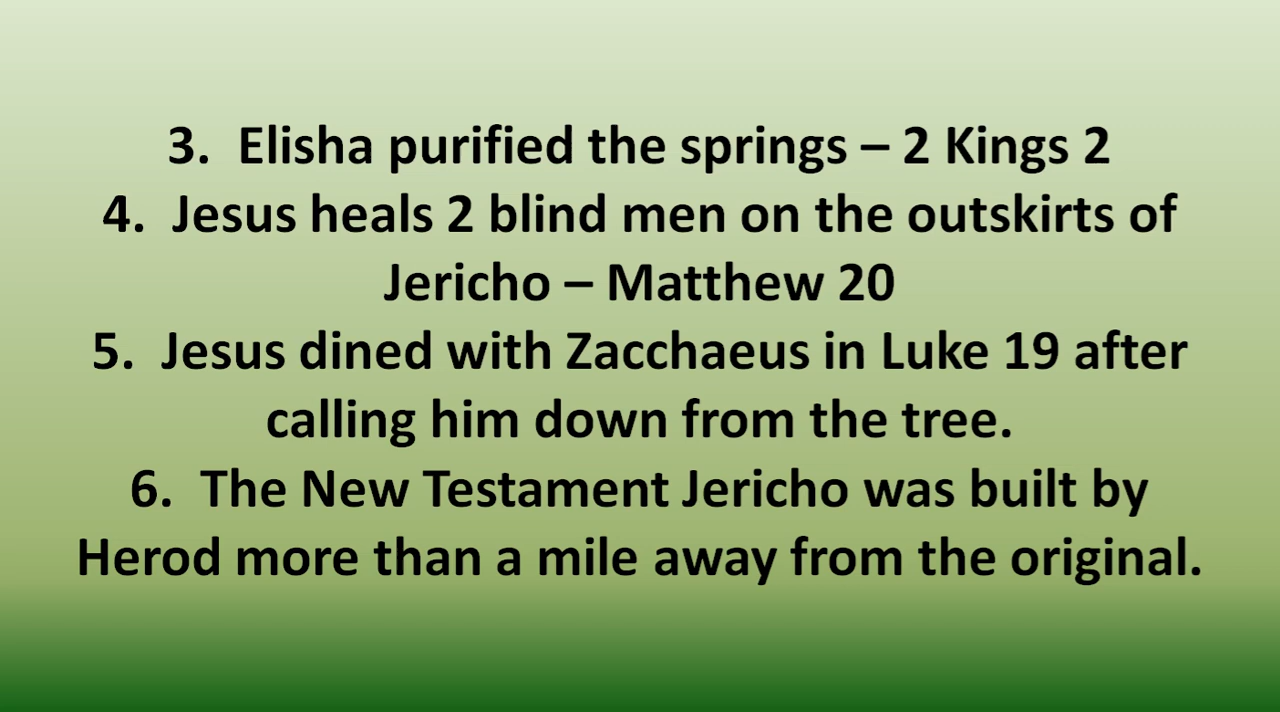 3.  Elisha purified the springs – 2 Kings 2
4.  Jesus heals 2 blind men on the outskirts of
Jericho – Matthew 20
5.  Jesus dined with Zacchaeus in Luke 19 after
calling him down from the tree.
6.  The New Testament Jericho was built by
Herod more than a mile away from the original.